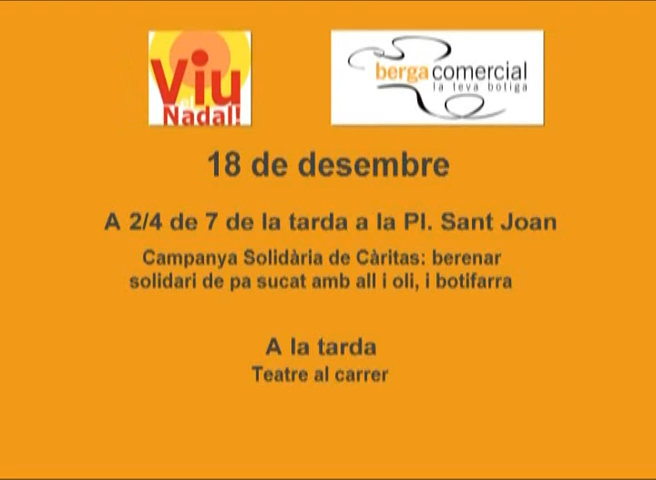 Viu
el
Nadal!
bergacomercial
la teva botiga
18 de desembre
A 2/4 de 7 de la tarda a la Pl. Sant Joan
Campanya Solidària de Càritas: berenar
solidari de pa sucat amb all i oli, i botifarra
A la tarda
Teatre al carrer